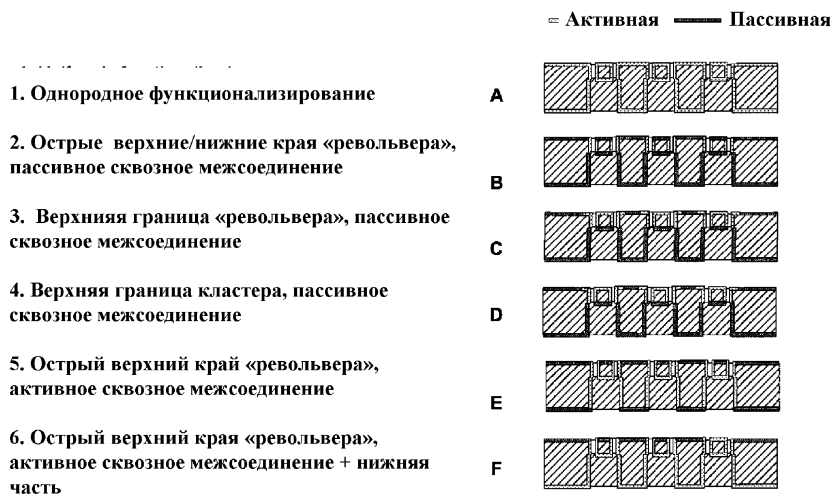 Активная Пассивная
1. Однородное функционализирование
A
2. Острые верхние/нижние края «револьвера»,
пассивное сквозное межсоединение
B
3. Верхнияя граница «револьвера», пассивное
сквозное межсоединение
C
4. Верхняя граница кластера, пассивное
сквозное межсоединение
D
5. Острый верхний край «револьвера»,
активное сквозное межсоединение
E
6. Острый верхний края «револьвера»,
активное сквозное межсоединение + нижняя
часть
F